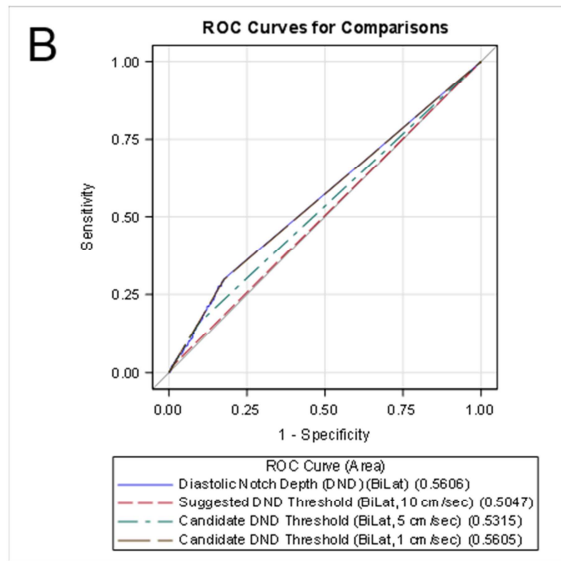 B
ROC Curves for Comparisons
1.00
0.75
0.50
0.25
0.00
Sensitivity
0.00 0.25 0.50 0.75 1.00
1 - Specificity
ROC Curve (Area)
Diastolic Notch Depth (DND) (BiLat) (0.5606)
Suggested DND Threshold (BiLat, 10 cm/sec) (0.5047)
Candidate DND Threshold (BiLat, 5 cm/sec) (0.5315)
Candidate DND Threshold (BiLat, 1 cm/sec) (0.5605)